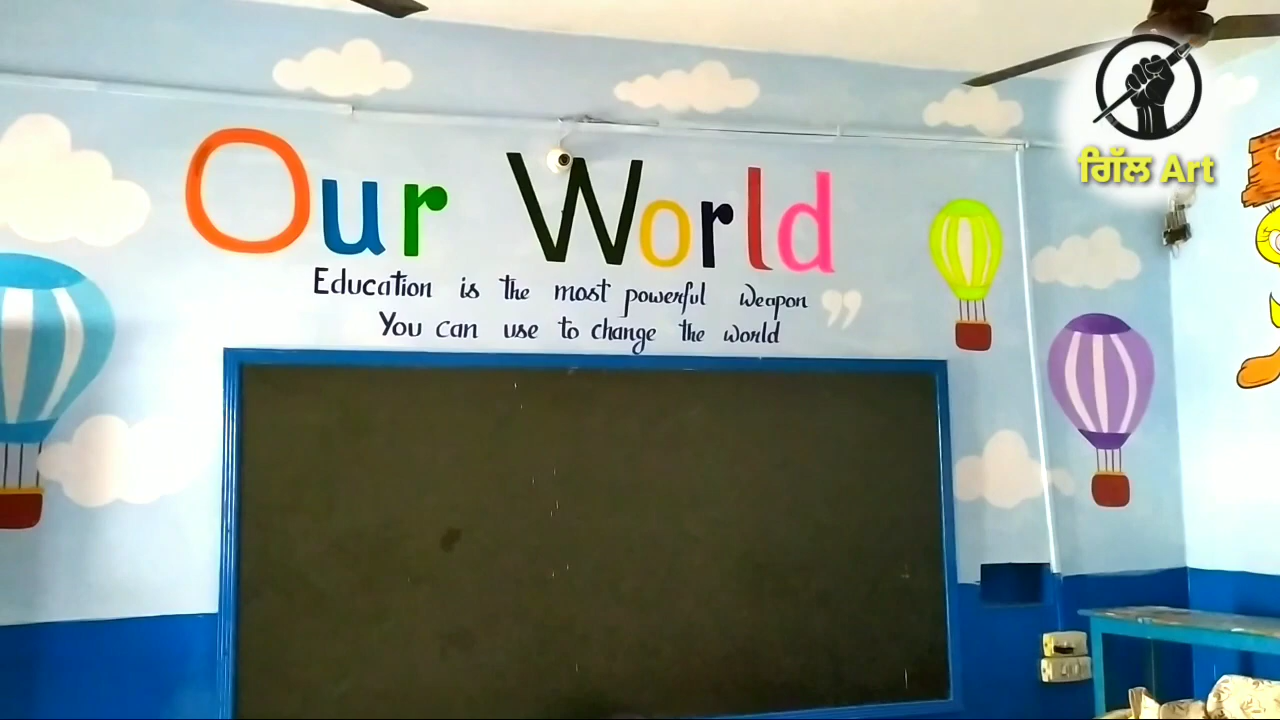 Our World
Education is the most powerful Weapon ”
You can use to change the world
ਗਿੱਲ Art